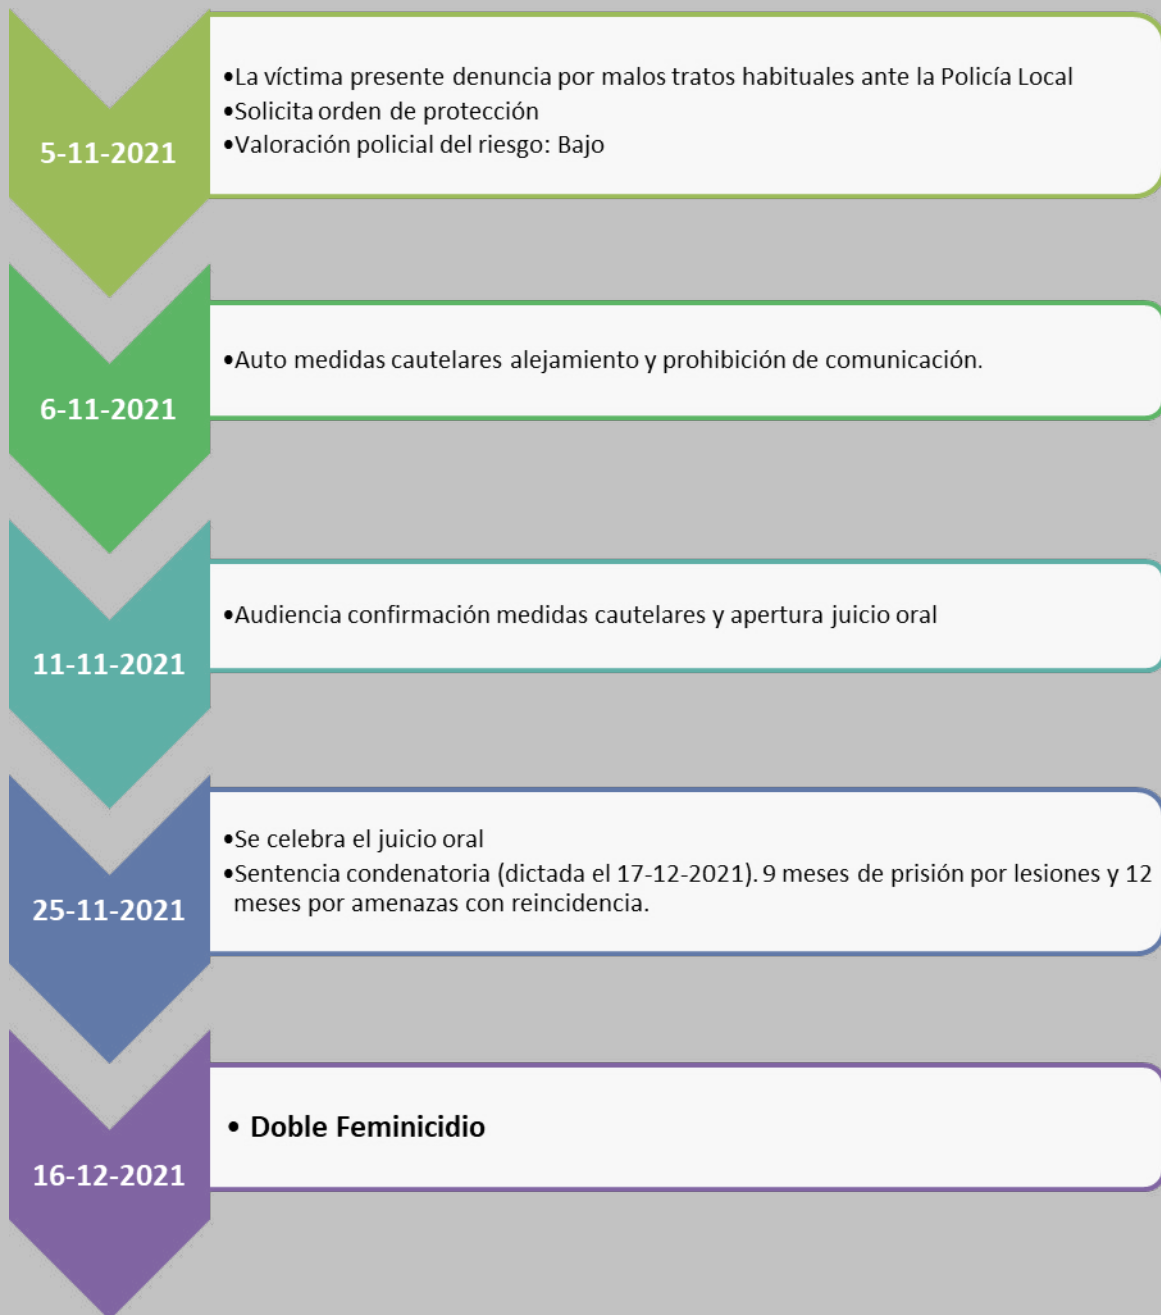 5-11-2021
•La víctima presente denuncia por malos tratos habituales ante la Policía Local
•Solicita orden de protección
•Valoración policial del riesgo: Bajo
6-11-2021
•Auto medidas cautelares alejamiento y prohibición de comunicación.
11-11-2021
•Audiencia confirmación medidas cautelares y apertura juicio oral
25-11-2021
•Se celebra el juicio oral
•Sentencia condenatoria (dictada el 17-12-2021). 9 meses de prisión por lesiones y 12
meses por amenazas con reincidencia.
16-12-2021
• Doble Feminicidio